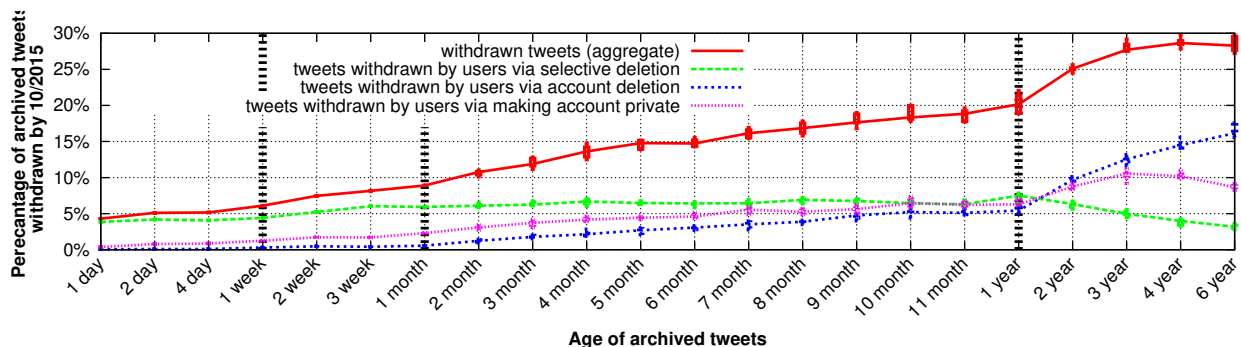 Precantage of archived tweets
withdrawn by 10/2015
30%
25%
20%
15%
10%
5%
0%
withdrawn tweets (aggregate)
tweets withdrawn by users via selective deletion
tweets withdrawn by users via account deletion
tweets withdrawn by users via making account private
1 day
2 day
4 day
1 week
2 week
3 week
1 month
2 month
3 month
4 month
5 month
6 month
7 month
8 month
9 month
10 month
11 month
1 year
2 year
3 year
4 year
6 year
Age of archived tweets